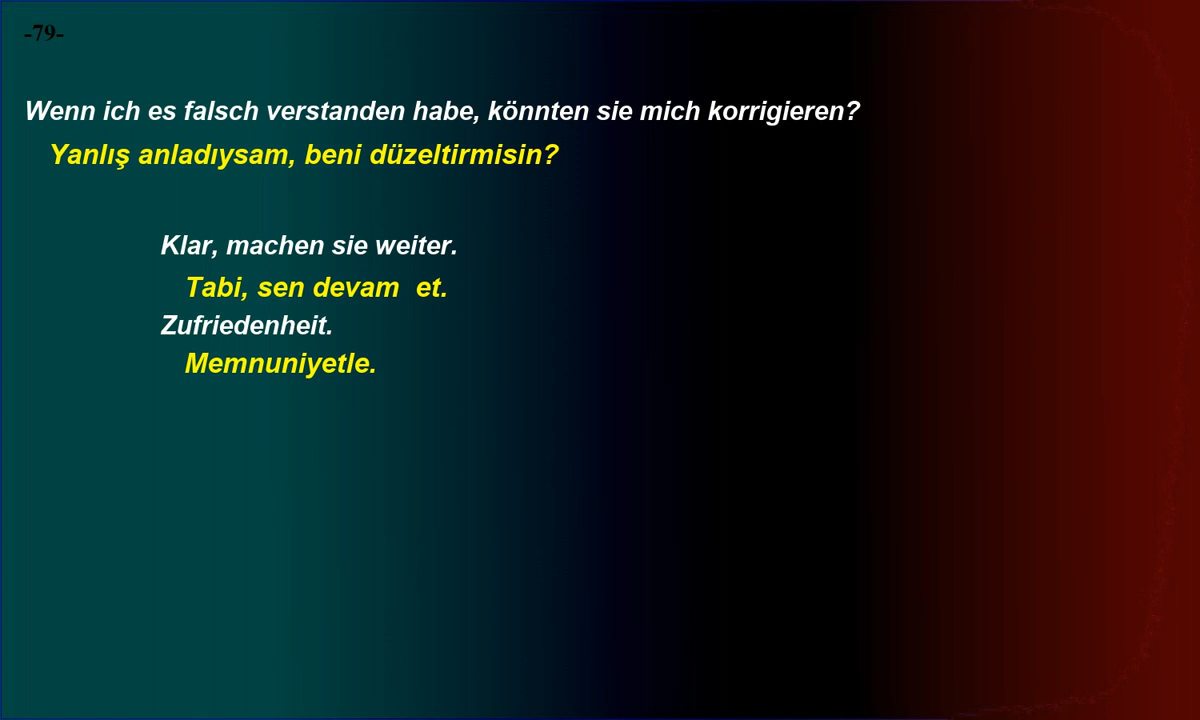 -79-
Wenn ich es falsch verstanden habe, könnten sie mich korrigieren?
Yanlış anladıysam, beni düzeltirmisin?
Klar, machen sie weiter.
Tabi, sen devam  et.
Zufriedenheit.
Memnuniyetle.